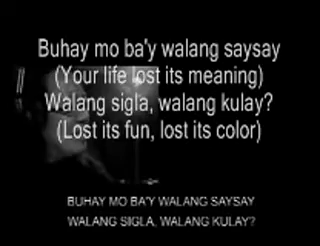 Buhay mo ba'y walang saysay
(Your life lost its meaning)
Walang sigla, walang kulay?
(Lost its fun, lost its color)
BUHAY MO BA'Y WALANG SAYSAY
WALANG SIGLA, WALANG KULAY?